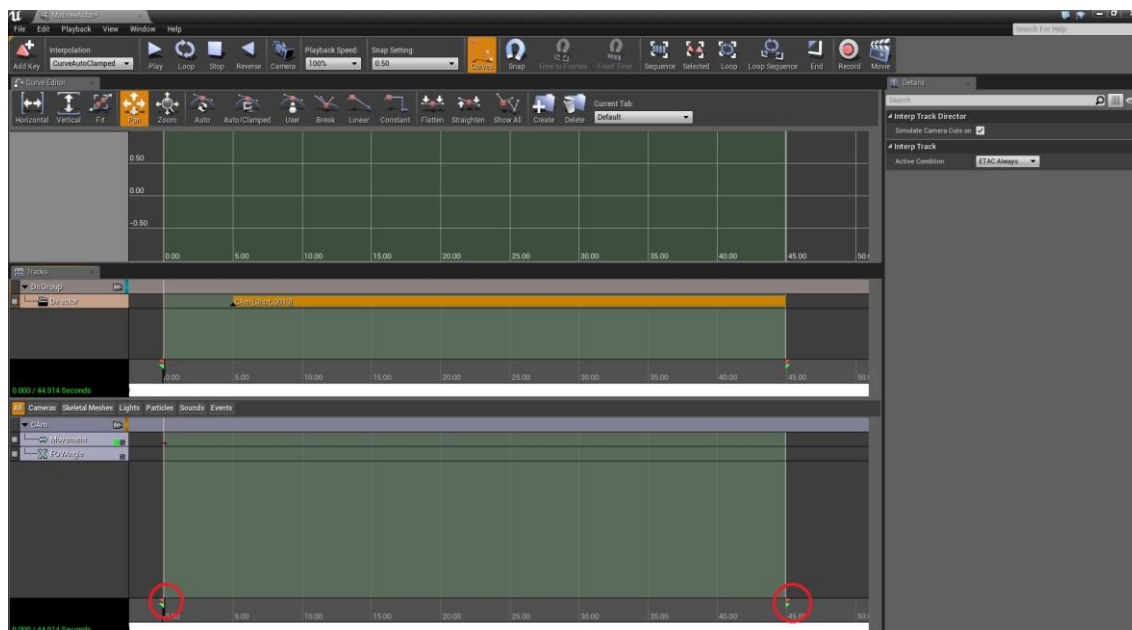 MatineeActor*
File Edit Playback View Window Help
Search For Help
Add Key
Interpolation:
CurveAutoClamped
Play Loop Stop Reverse Camera
Playback Speed:
100%
Snap Setting:
0.50
Curves Snap Time to Frames Fixed Time Sequence Selected Loop Loop Sequence End Record Movie
Curve Editor
Details
Horizontal Vertical Fit Pan Zoom Auto Auto/Clamped User Break Linear Constant Flatten Straighten Show All Create Delete
Current Tab:
Default
Search
Interp Track Director
Simulate Camera Cuts on
Interp Track
Active Condition ETAC Always
0.50
0.00
-0.50
0.00 5.00 10.00 15.00 20.00 25.00 30.00 35.00 40.00 45.00 50.
Tracks
DirGroup
Director
CAm [Shot_0010]
0.00 5.00 10.00 15.00 20.00 25.00 30.00 35.00 40.00 45.00 50.
0.000 / 44.914 Seconds
All Cameras Skeletal Meshes Lights Particles Sounds Events
CAm
Movement
FOVAngle
0.00 5.00 10.00 15.00 20.00 25.00 30.00 35.00 40.00 45.00 50.
0.000 / 44.914 Seconds